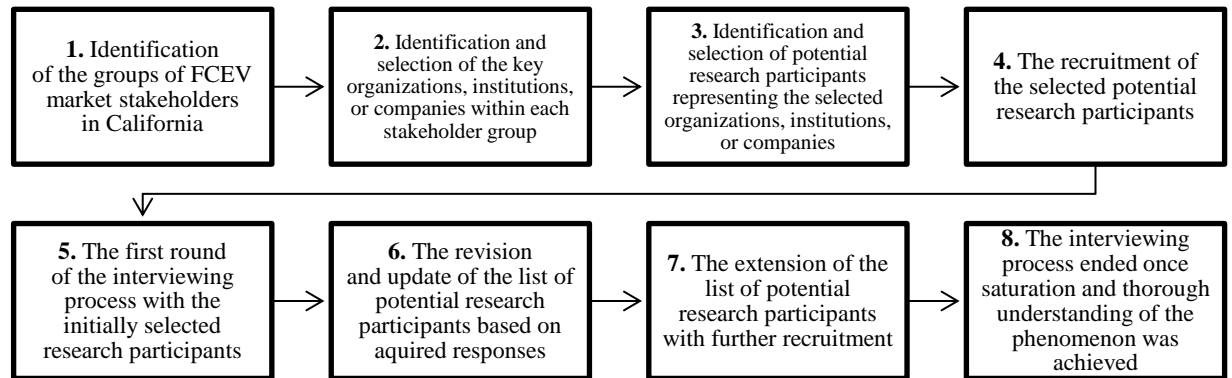 1. Identification
of the groups of FCEV
market stakeholders
in California
2. Identification and
selection of the key
organizations, institutions,
or companies within each
stakeholder group
3. Identification and
selection of potential
research participants
representing the selected
organizations, institutions,
or companies
4. The recruitment of
the selected potential
research participants
5. The first round
of the interviewing
process with the
initially selected
research participants
6. The revision
and update of the list of
potential research
participants based on
aquired responses
7. The extension of the
list of potential
research participants
with further recruitment
8. The interviewing
process ended once
saturation and thorough
understanding of the
phenomenon was
achieved